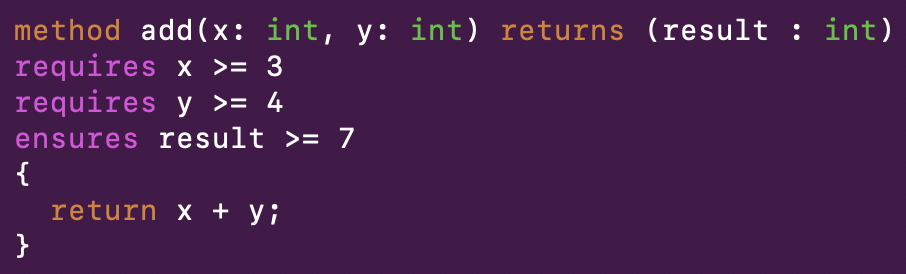 method add(x: int, y: int) returns (result : int)
requires x >= 3
requires y >= 4
ensures result >= 7
{
  return x + y;
}